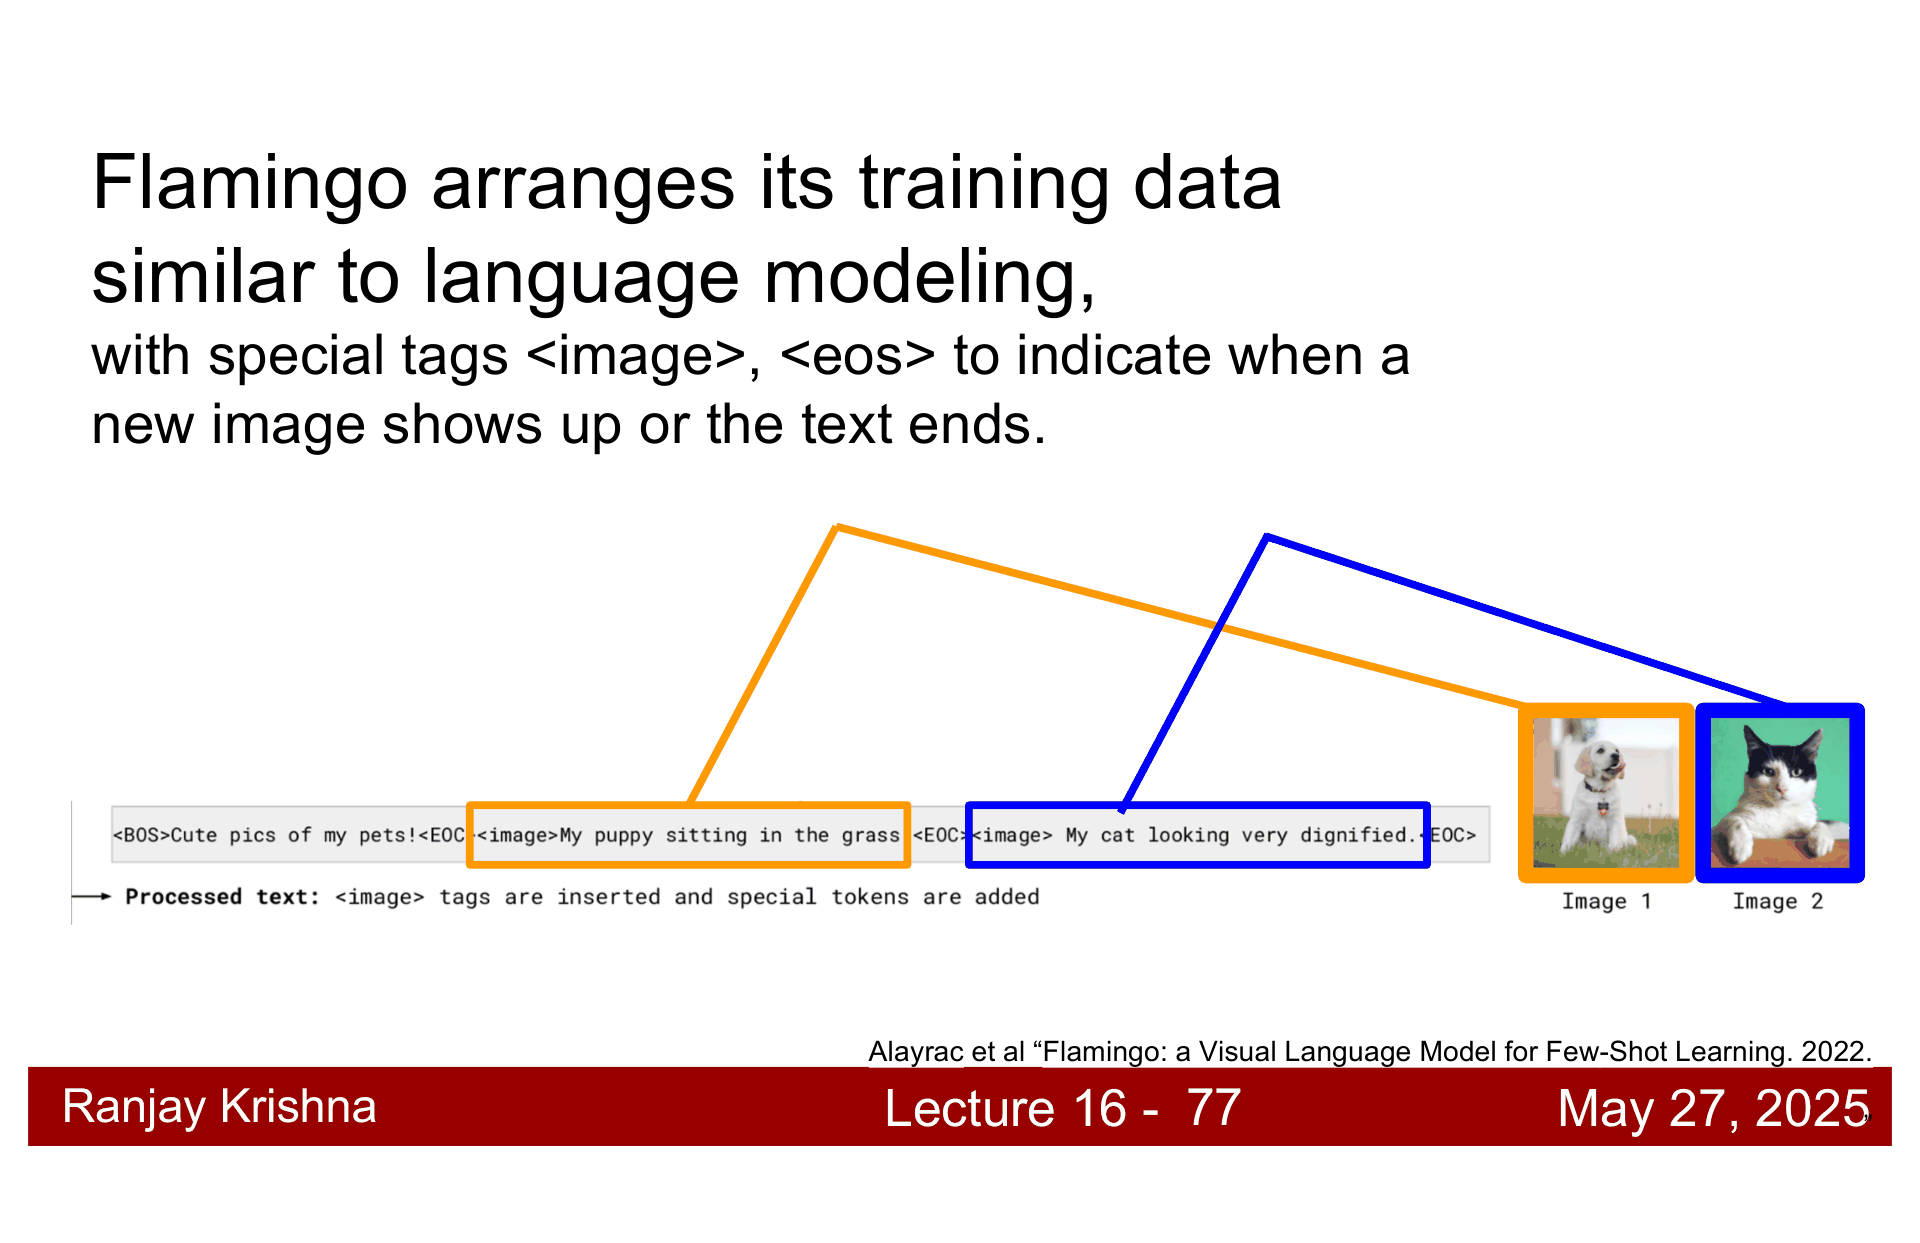 Flamingo arranges its training data
similar to language modeling,
with special tags <image>, <eos> to indicate when a
new image shows up or the text ends.
<BOS>Cute pics of my pets!<EOC><image>My puppy sitting in the grass.<EOC><image> My cat looking very dignified.<EOC>
Processed text: <image> tags are inserted and special tokens are added
Image 1
Image 2
Alayrac et al “Flamingo: a Visual Language Model for Few-Shot Learning. 2022.
”
Ranjay Krishna
Lecture 16 - 77
May 27, 2025